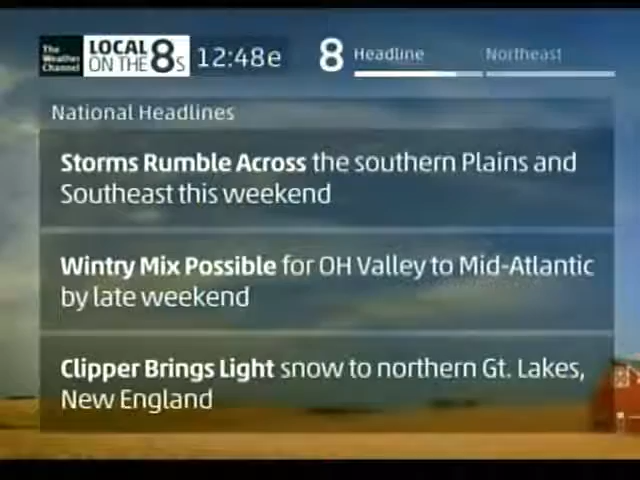 The
Weather
Channel
LOCAL
ON THE 8s
12:48e
8
Headline
Northeast
National Headlines
Storms Rumble Across the southern Plains and
Southeast this weekend
Wintry Mix Possible for OH Valley to Mid-Atlantic
by late weekend
Clipper Brings Light snow to northern Gt. Lakes,
New England